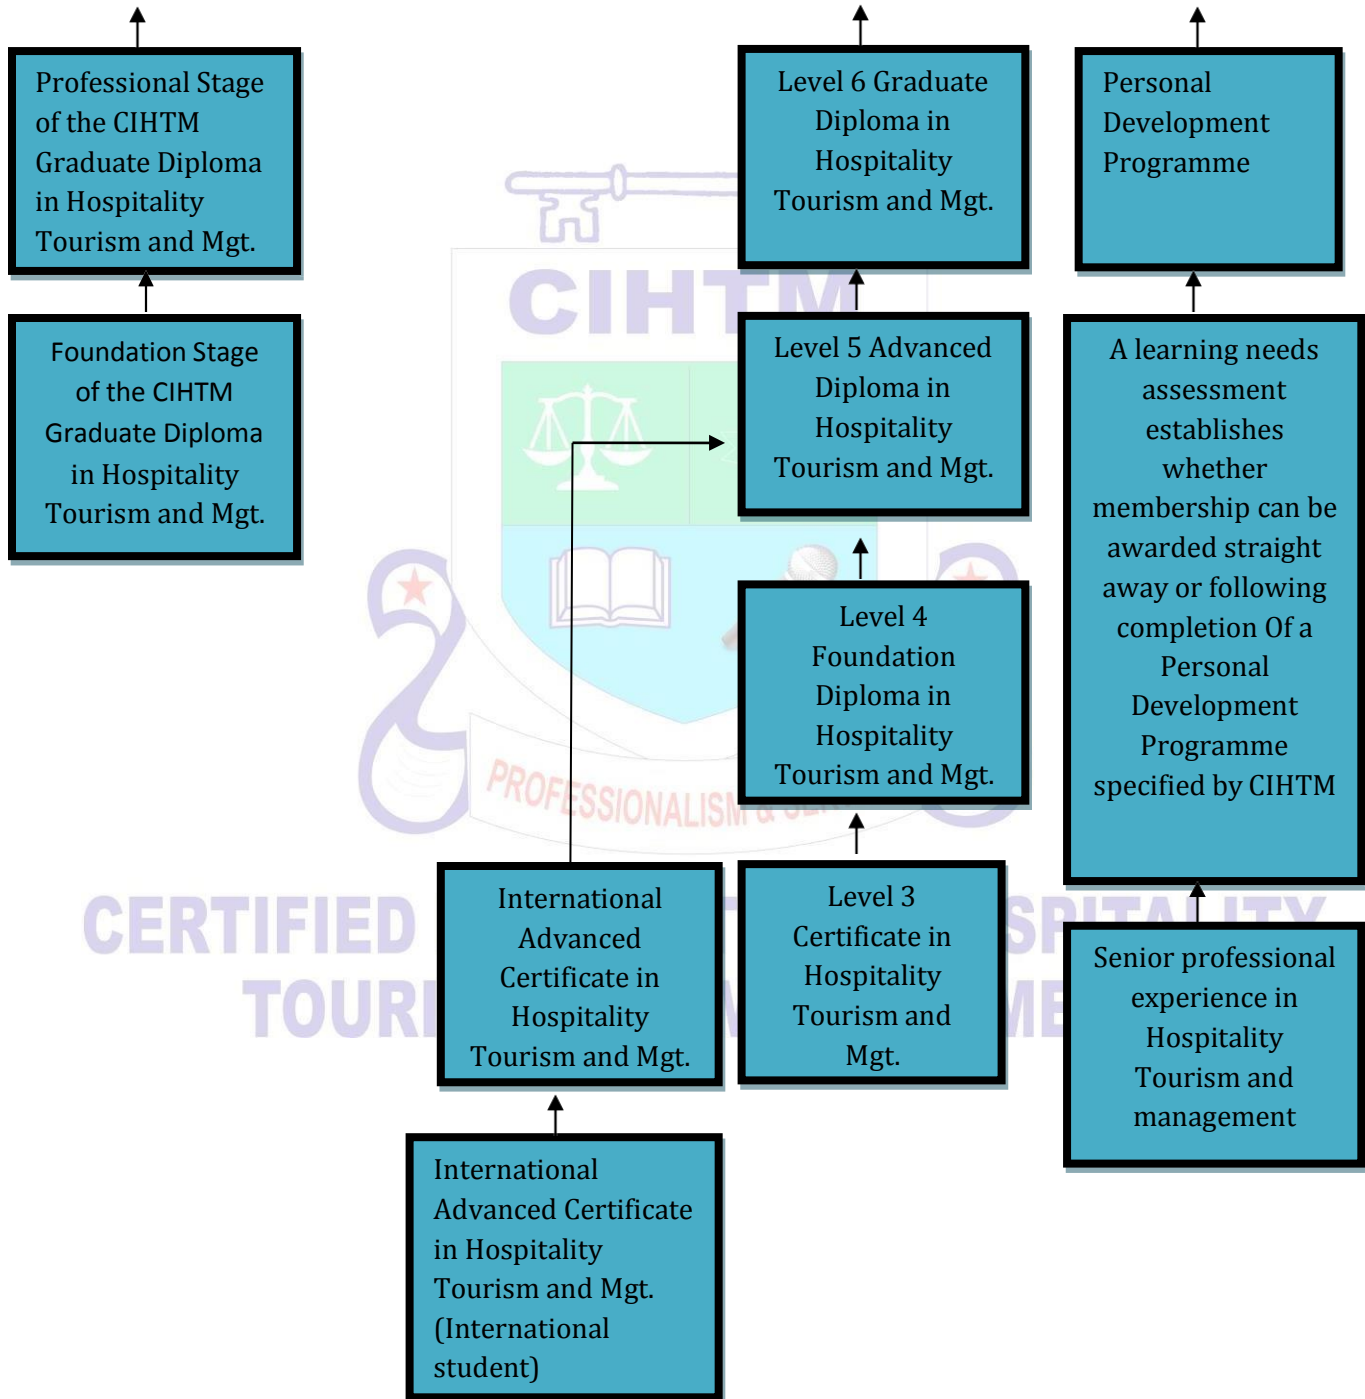 Professional Stage
of the CIHTM
Graduate Diploma
in Hospitality
Tourism and Mgt.
Foundation Stage
of the CIHTM
Graduate Diploma
in Hospitality
Tourism and Mgt.
Level 6 Graduate
Diploma in
Hospitality
Tourism and Mgt.
Level 5 Advanced
Diploma in
Hospitality
Tourism and Mgt.
Level 4
Foundation
Diploma in
Hospitality
Tourism and Mgt.
Level 3
Certificate in
Hospitality
Tourism and
Mgt.
International
Advanced
Certificate in
Hospitality
Tourism and Mgt.
International
Advanced Certificate
in Hospitality
Tourism and Mgt.
(International
student)
Personal
Development
Programme
A learning needs
assessment
establishes
whether
membership can be
awarded straight
away or following
completion Of a
Personal
Development
Programme
specified by CIHTM
Senior professional
experience in
Hospitality
Tourism and
management
CIHTM
PROFESSIONALISM &
CERTIFIED